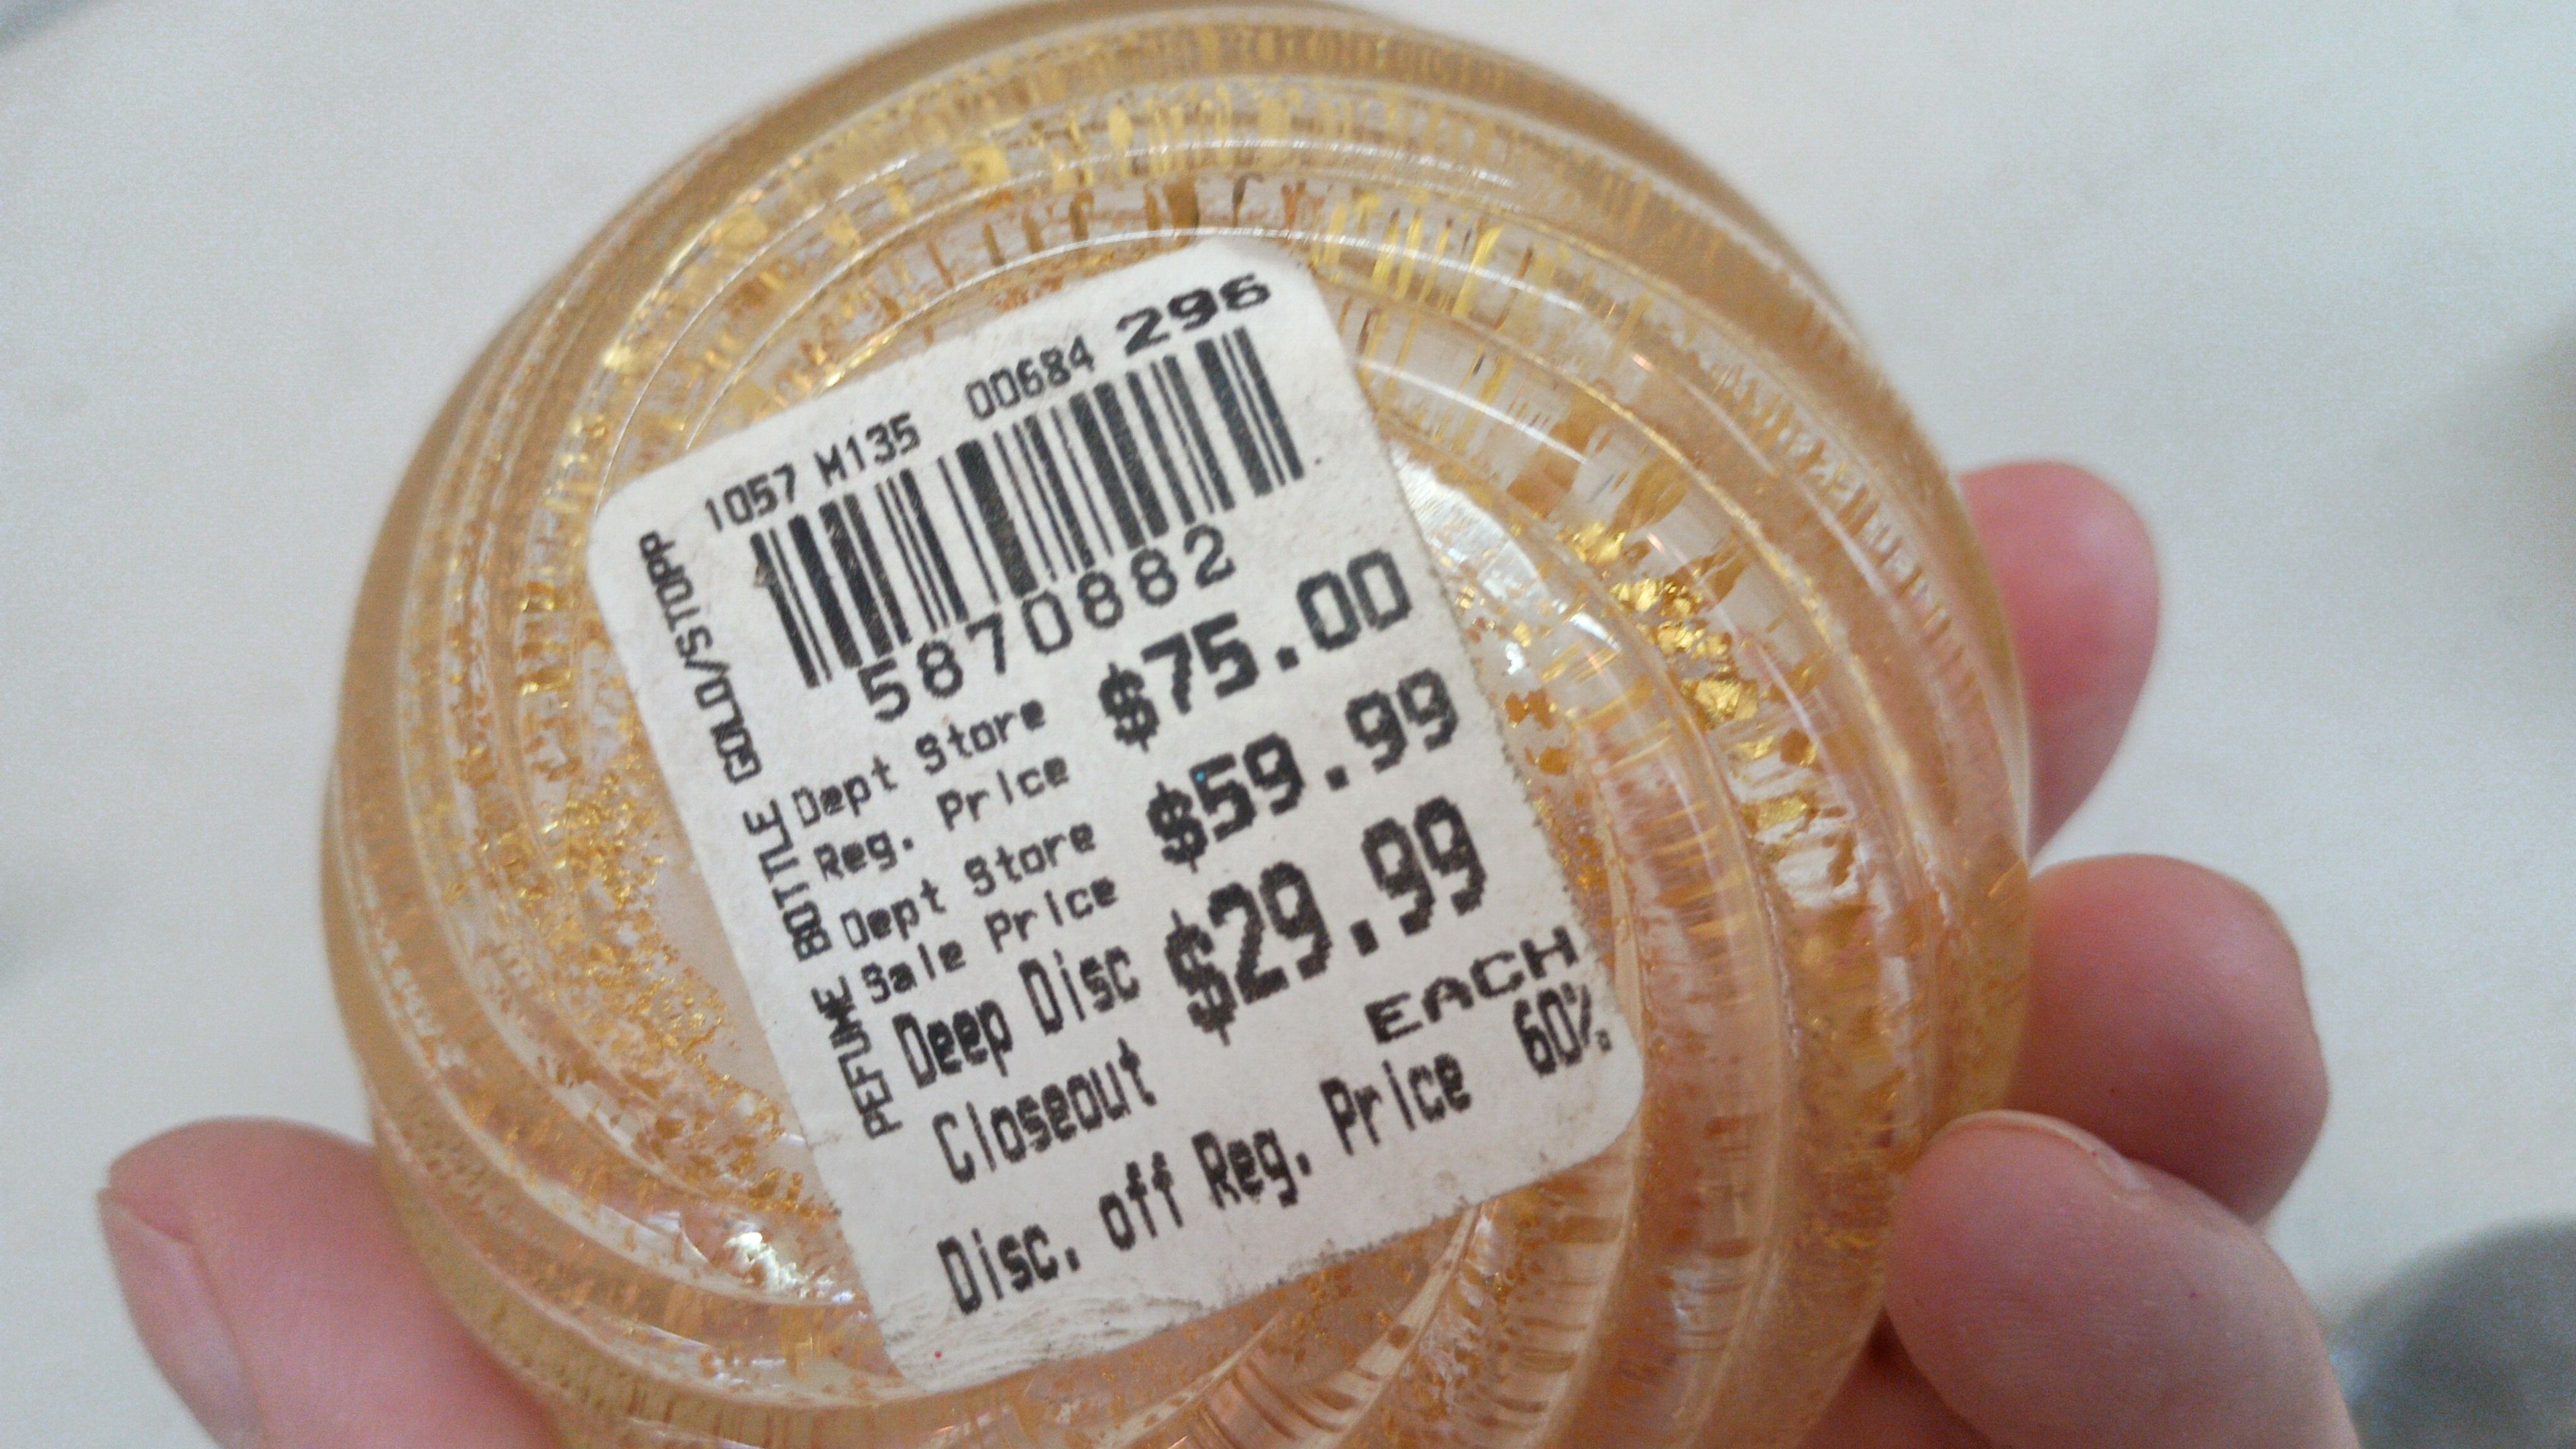 1057 M135 00684 296
5870882
Dept Store
Reg. Price $75.00
Dept Store
Sale Price $59.99
Deep Disc
Closeout $29.99
EACH
Disc. off Reg. Price 60%
PEFUME BOTTLE GOLD/STOPP